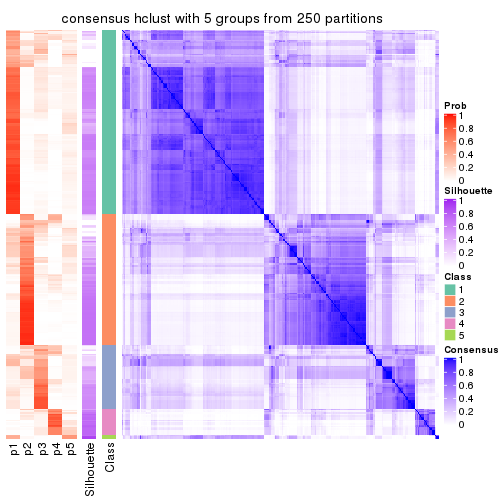 consensus hclust with 5 groups from 250 partitions
Prob
1
0.8
0.6
0.4
0.2
0
Silhouette
1
0.8
0.6
0.4
0.2
0
Class
1
2
3
4
5
Consensus
1
0.8
0.6
0.4
0.2
0
p1
p2
p3
p4
p5
Silhouette
Class